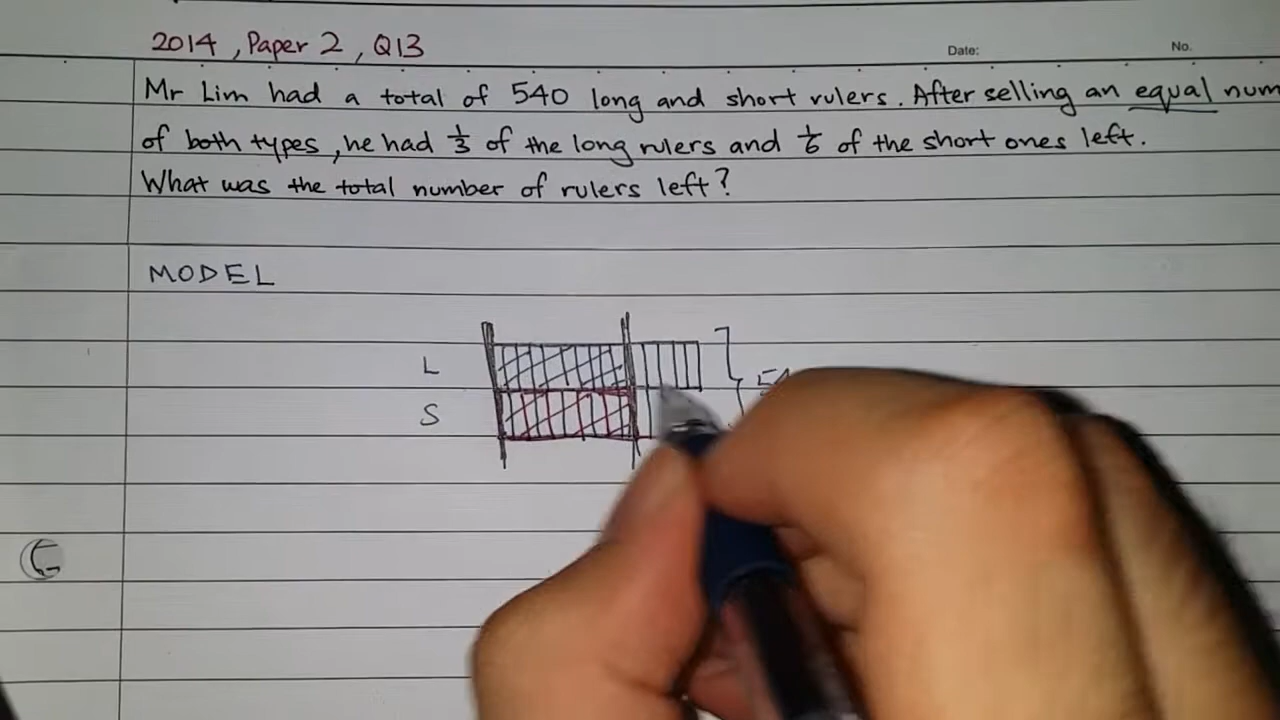 2014, Paper 2, Q13
Date:
No.
Mr Lim had a total of 540 long and short rulers. After selling an equal num
of both types, he had 1/3 of the long rulers and 1/6 of the short ones left.
What was the total number of rulers left?
MODEL
L
S